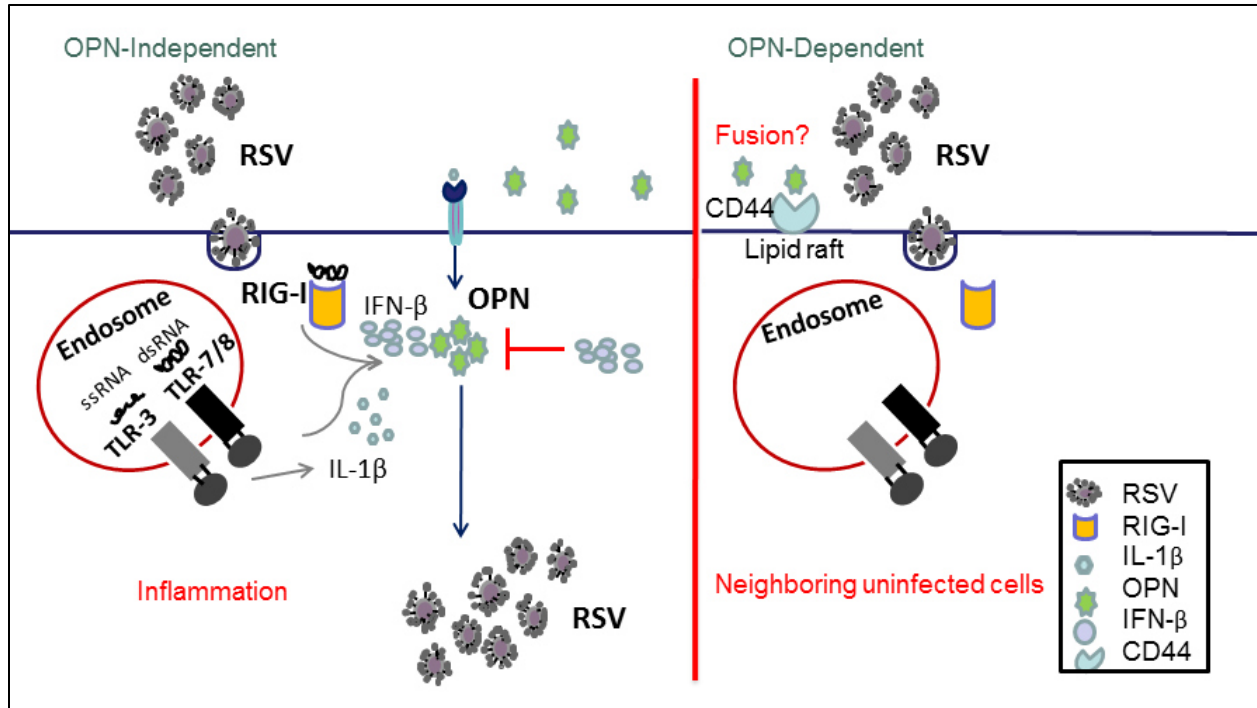 OPN-Independent
RSV
RIG-I
IFN-β
OPN
Endosome
ssRNA dsRNA
TLR-3 TLR-7/8
IL-1β
Inflammation
RSV
OPN-Dependent
Fusion?
RSV
CD44
Lipid raft
Endosome
Neighboring uninfected cells
RSV
RIG-I
IL-1β
OPN
IFN-β
CD44